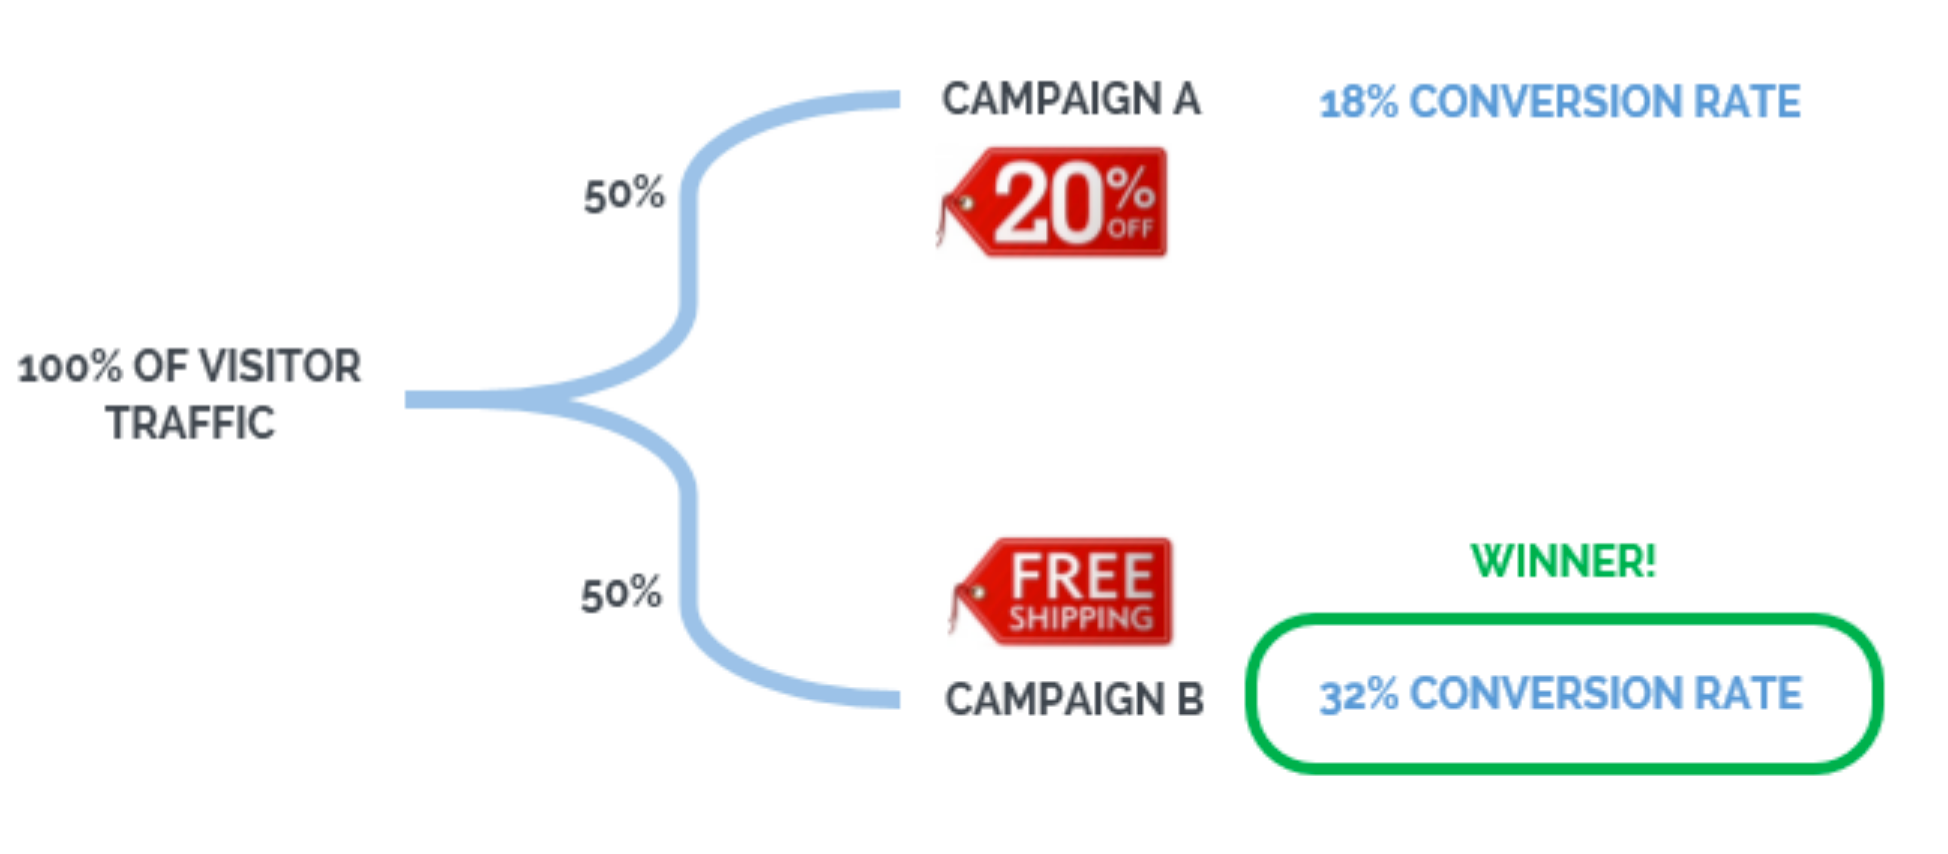 CAMPAIGN A
18% CONVERSION RATE
20% OFF
50%
100% OF VISITOR
TRAFFIC
50%
FREE
SHIPPING
CAMPAIGN B
WINNER!
32% CONVERSION RATE